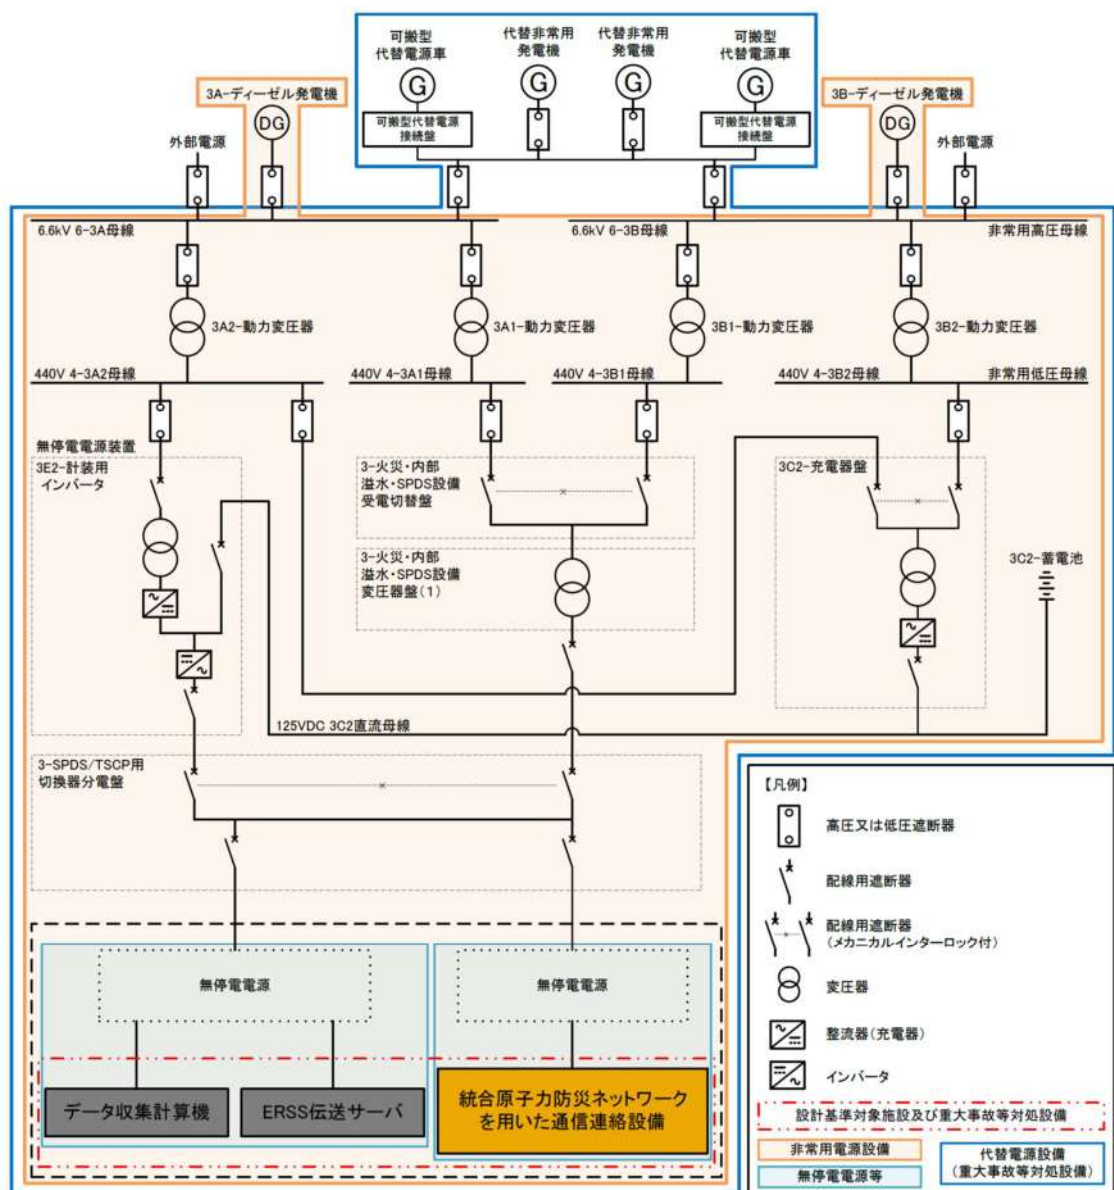 可搬型
代替電源車
代替非常用
発電機
代替非常用
発電機
可搬型
代替電源車
G
G
G
G
3A-ディーゼル発電機
3B-ディーゼル発電機
DG
DG
可搬型代替電源
接続盤
可搬型代替電源
接続盤
外部電源
外部電源
6.6kV 6-3A母線
6.6kV 6-3B母線
非常用高圧母線
3A2-動力変圧器
3A1-動力変圧器
3B1-動力変圧器
3B2-動力変圧器
440V 4-3A2母線
440V 4-3A1母線
440V 4-3B1母線
440V 4-3B2母線
非常用低圧母線
無停電電源装置
3E2-計装用
インバータ
3-火災・内部
溢水・SPDS設備
受電切替盤
3C2-充電器盤
3-火災・内部
溢水・SPDS設備
変圧器盤(1)
3C2-蓄電池
125VDC 3C2直流母線
3-SPDS/TSCP用
切換器分電盤
無停電電源
無停電電源
データ収集計算機
ERSS伝送サーバ
統合原子力防災ネットワーク
を用いた通信連絡設備
【凡例】
高圧又は低圧遮断器
配線用遮断器
配線用遮断器
(メカニカルインターロック付)
変圧器
整流器(充電器)
インバータ
設計基準対象施設及び重大事故等対処設備
非常用電源設備
無停電電源等
代替電源設備
(重大事故等対処設備)